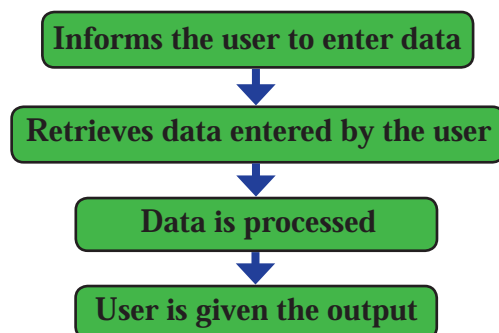 Informs the user to enter data
Retrieves data entered by the user
Data is processed
User is given the output